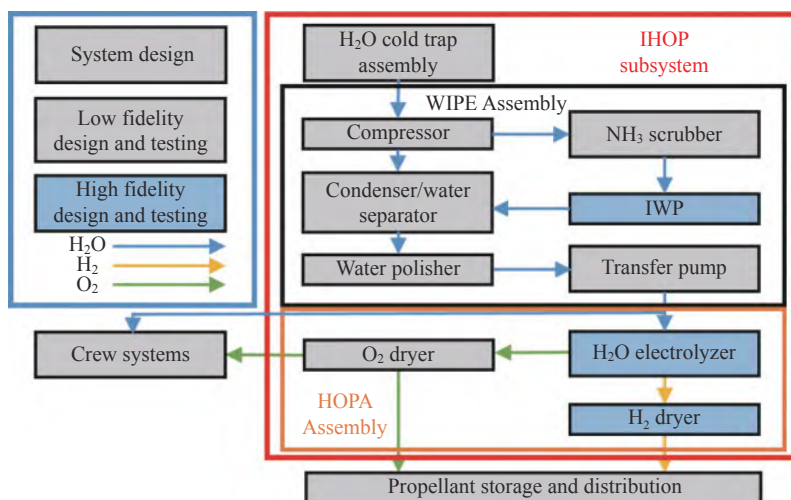 System design
Low fidelity
design and testing
High fidelity
design and testing
H₂O
H₂
O₂
H₂O cold trap
assembly
IHOP
subsystem
WIPE Assembly
Compressor
NH₃ scrubber
Condenser/water
separator
IWP
Water polisher
Transfer pump
Crew systems
O₂ dryer
H₂O electrolyzer
HOPA
Assembly
H₂ dryer
Propellant storage and distribution